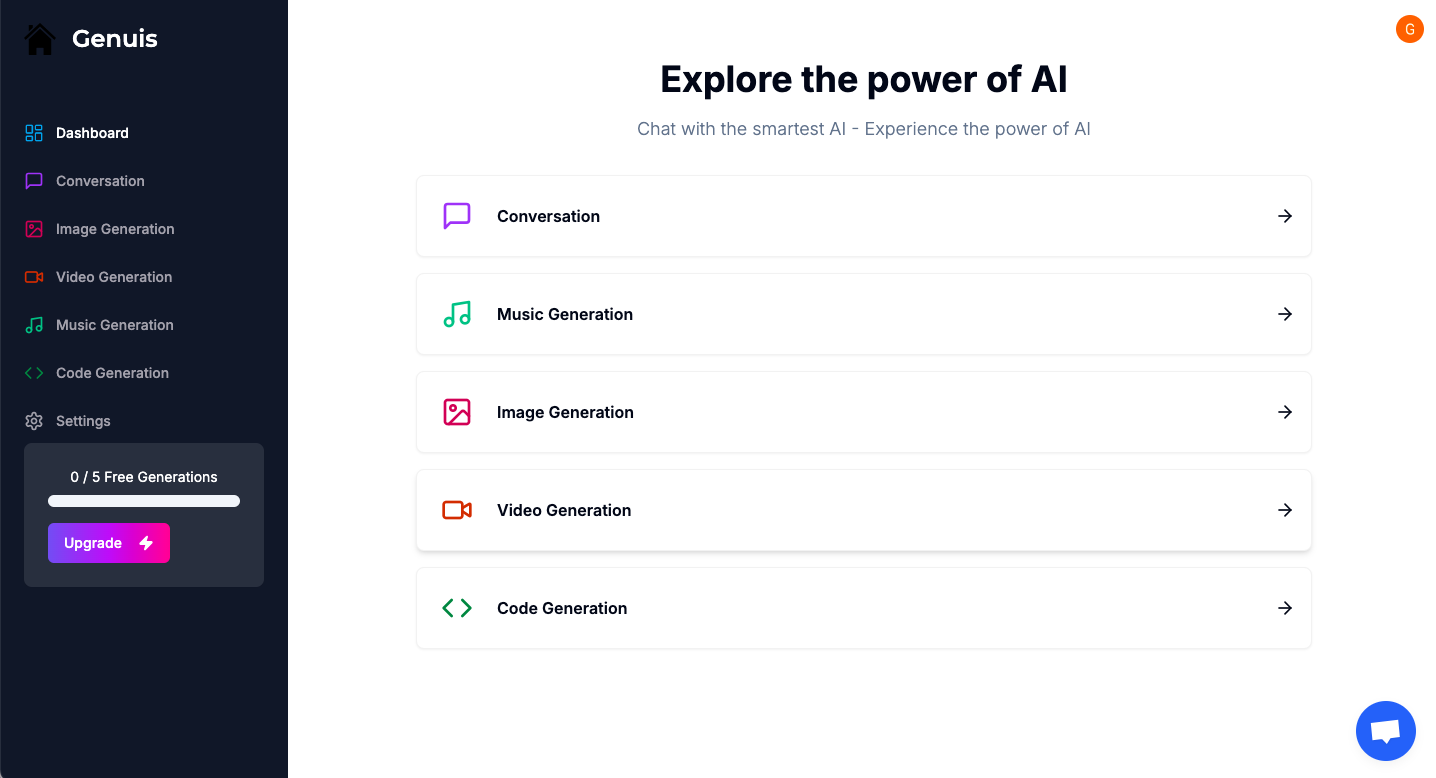 Genuis
Dashboard
Conversation
Image Generation
Video Generation
Music Generation
Code Generation
Settings
0 / 5 Free Generations
Upgrade
G
Explore the power of AI
Chat with the smartest AI - Experience the power of AI
Conversation
Music Generation
Image Generation
Video Generation
Code Generation